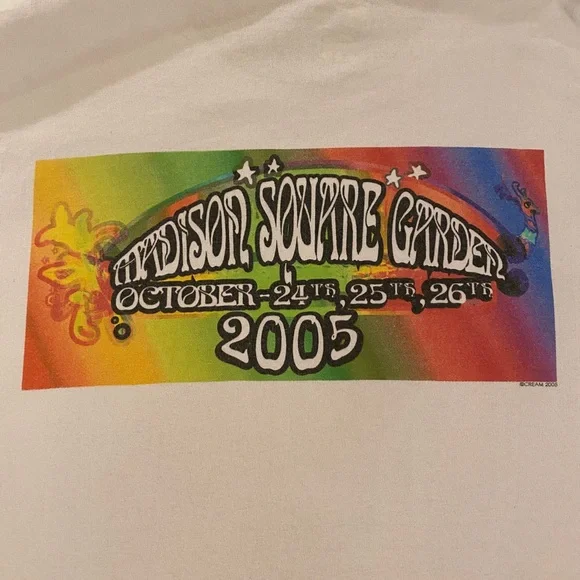 MADISON SQUARE GARDEN
OCTOBER - 24TH, 25TH, 26TH
2005
©CREAM 2005